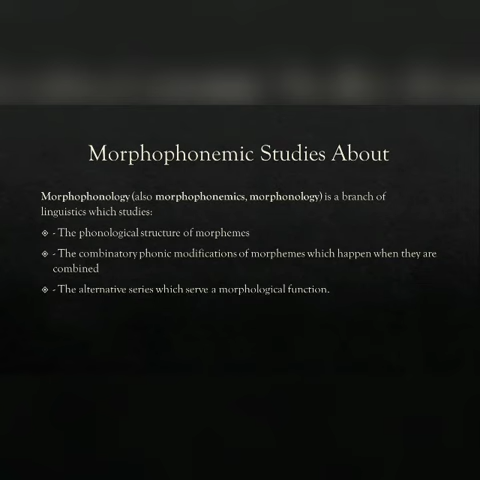 Morphophonemic Studies About
Morphophonology (also morphophonemics, morphonology) is a branch of
linguistics which studies:
- The phonological structure of morphemes
- The combinatory phonic modifications of morphemes which happen when they are
combined
- The alternative series which serve a morphological function.